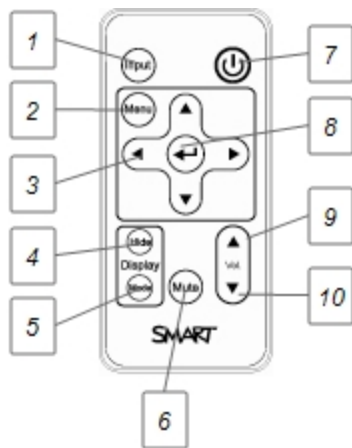 1
Input
7
2
Menu
8
3
9
4
Hide
Display
Vol.
5
Mode
Mute
10
SMART
6